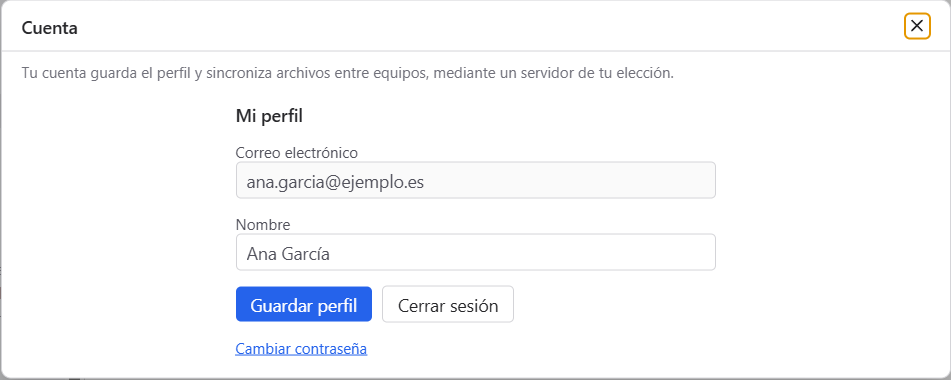 Cuenta
Tu cuenta guarda el perfil y sincroniza archivos entre equipos, mediante un servidor de tu elección.
Mi perfil
Correo electrónico
ana.garcia@ejemplo.es
Nombre
Ana García
Guardar perfil Cerrar sesión
Cambiar contraseña